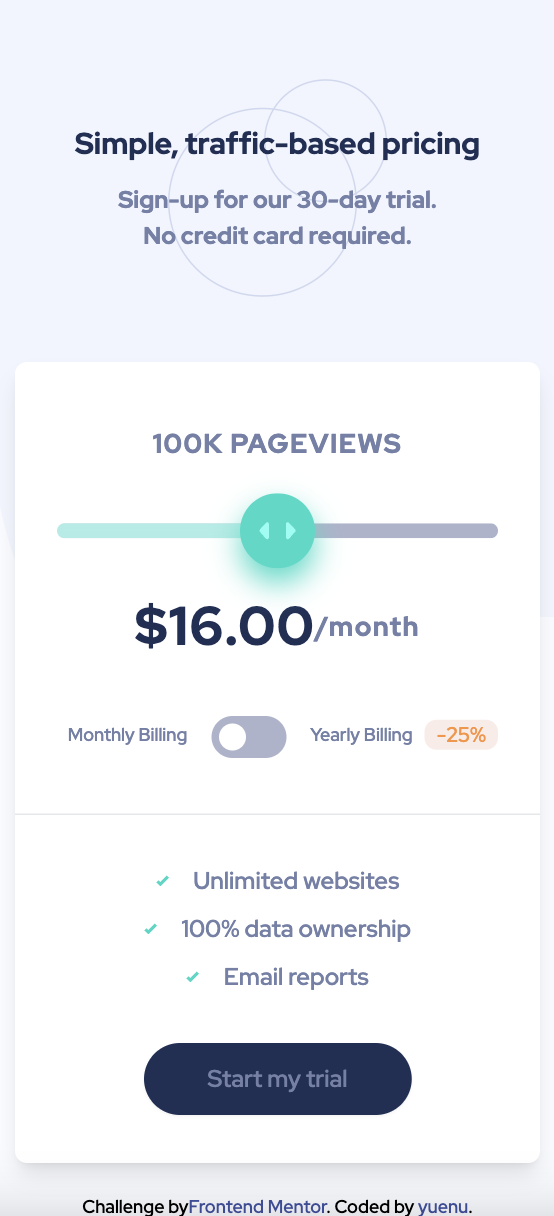 Simple, traffic-based pricing
Sign-up for our 30-day trial.
No credit card required.
100K PAGEVIEWS
$16.00/month
Monthly Billing Yearly Billing -25%
Unlimited websites
100% data ownership
Email reports
Start my trial
Challenge byFrontend Mentor. Coded by yuenu.